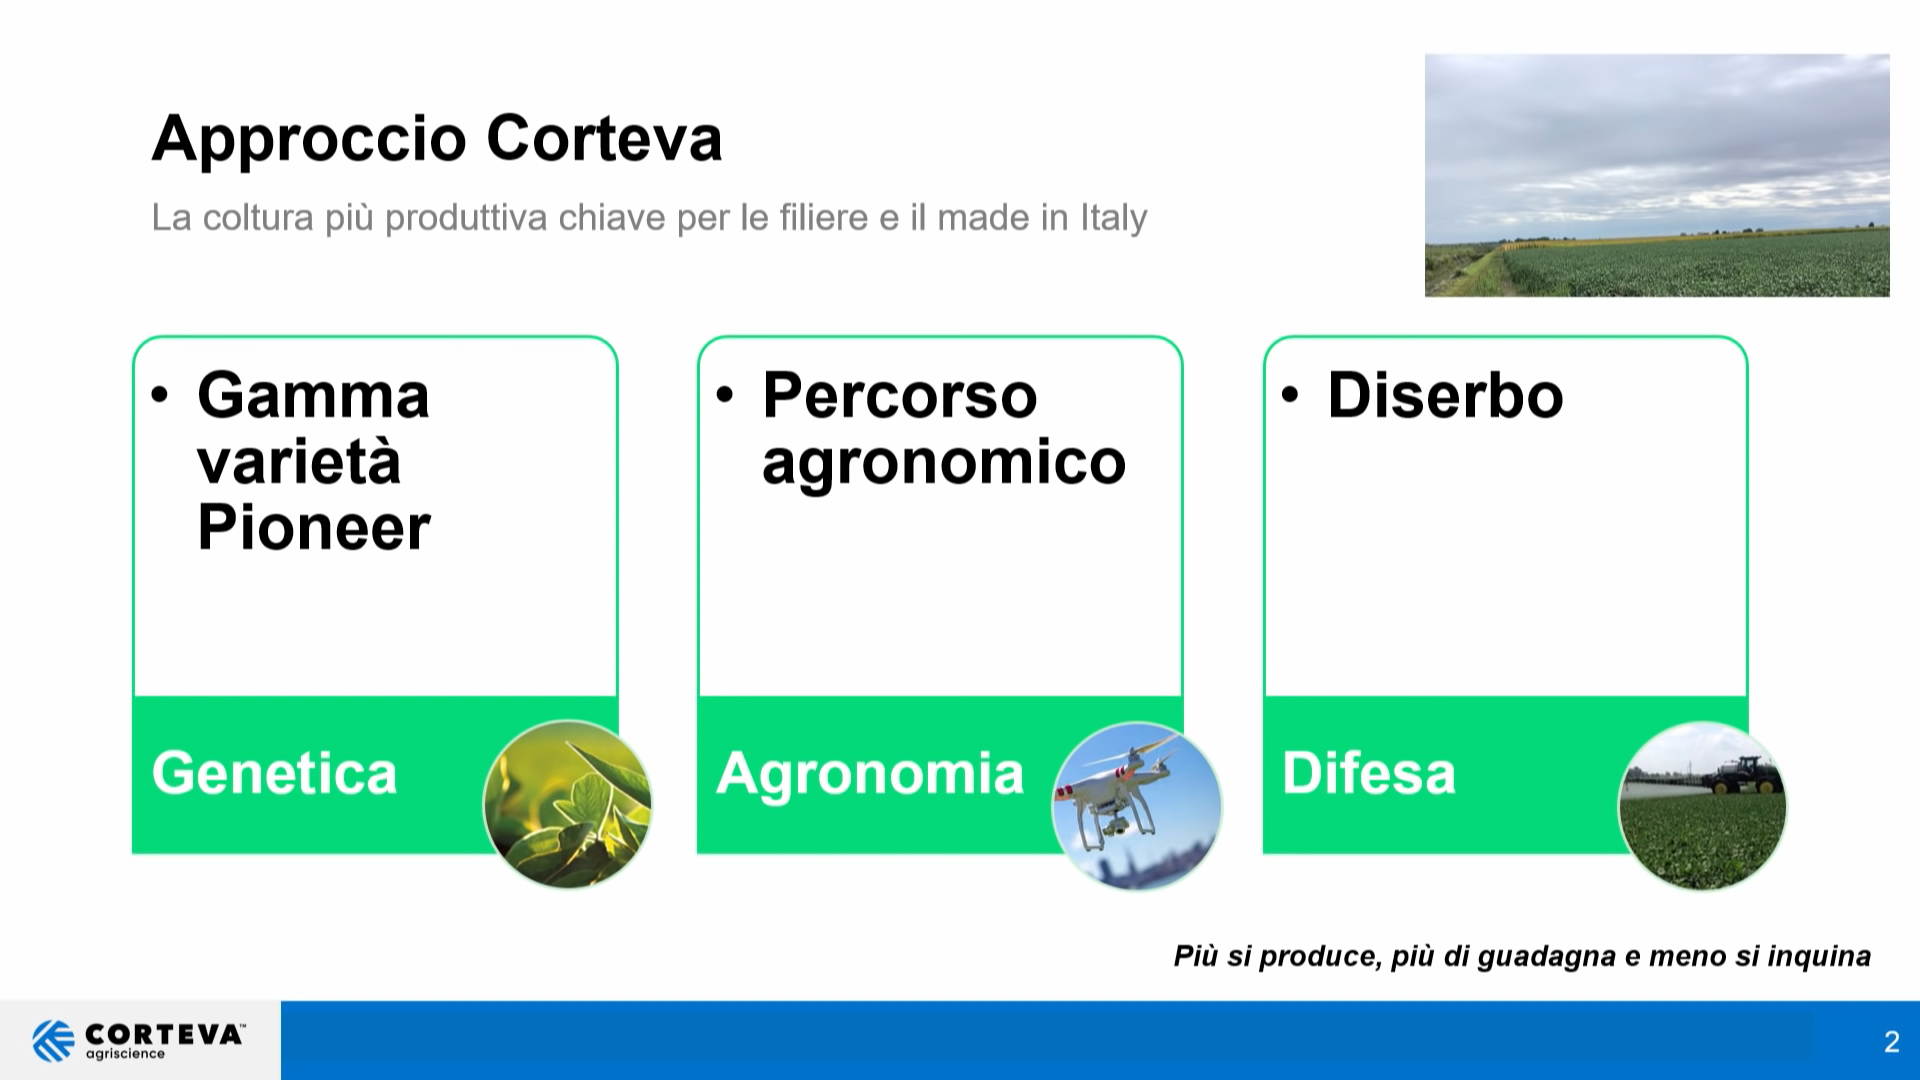 Approccio Corteva
La coltura più produttiva chiave per le filiere e il made in Italy
• Gamma
varietà
Pioneer
Genetica
• Percorso
agronomico
Agronomia
• Diserbo
Difesa
Più si produce, più di guadagna e meno si inquina
CORTEVA™
agriscience
2